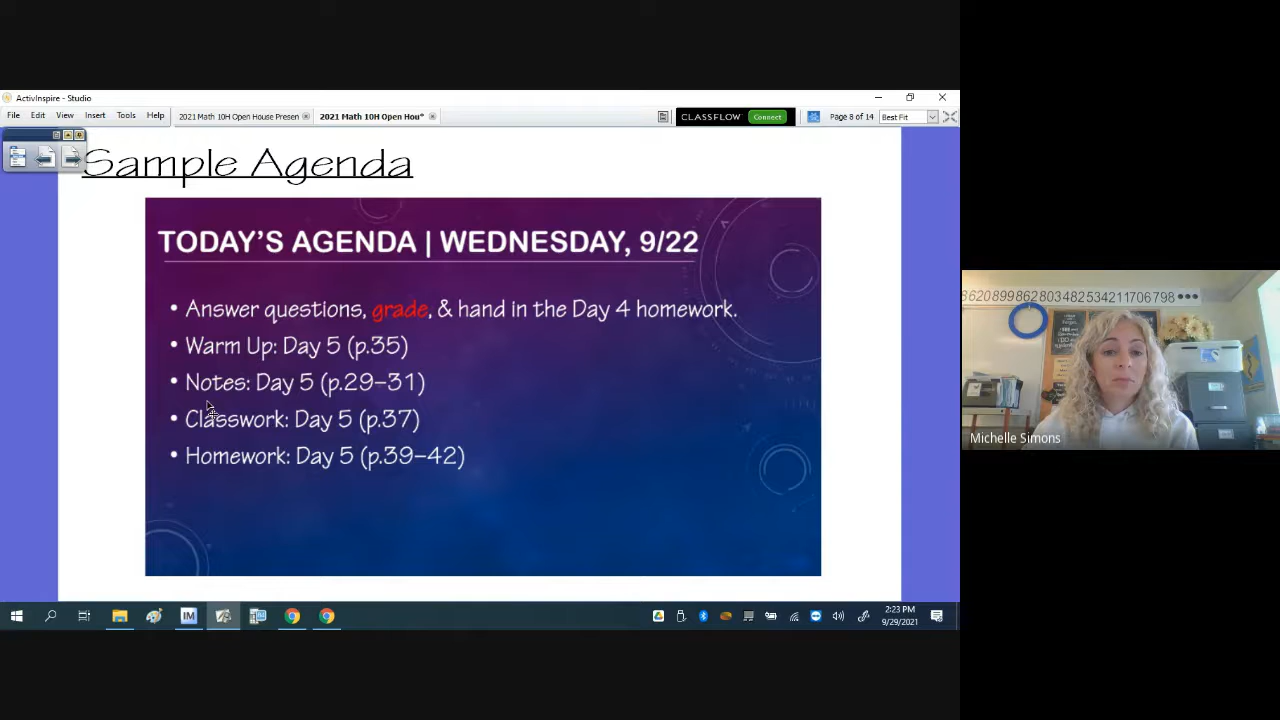 ActivInspire - Studio
File Edit View Insert Tools Help
2021 Math 10H Open House Presen
2021 Math 10H Open Hou*
CLASSFLOW Connect
Page 8 of 14
Best Fit
Sample Agenda
TODAY'S AGENDA | WEDNESDAY, 9/22
• Answer questions, grade, & hand in the Day 4 homework.
• Warm Up: Day 5 (p.35)
• Notes: Day 5 (p.29–31)
• Classwork: Day 5 (p.37)
• Homework: Day 5 (p.39–42)
620899862803482534211706798
Michelle Simons
IM
2:23 PM
9/29/2021